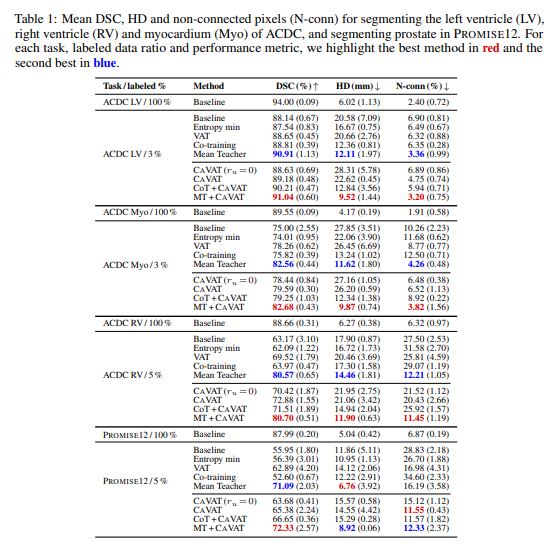 Table 1: Mean DSC, HD and non-connected pixels (N-conn) for segmenting the left ventricle (LV),
right ventricle (RV) and myocardium (Myo) of ACDC, and segmenting prostate in PROMISE12. For
each task, labeled data ratio and performance metric, we highlight the best method in red and the
second best in blue.
Task / labeled % Method DSC (%) ↑ HD (mm) ↓ N-conn (%) ↓
ACDC LV / 100 % Baseline 94.00 (0.09) 6.02 (1.13) 2.40 (0.72)
Baseline 88.14 (0.67) 20.58 (7.09) 6.90 (0.81)
Entropy min 87.54 (0.83) 16.67 (0.75) 6.49 (0.67)
VAT 88.65 (0.45) 20.66 (2.76) 6.32 (0.88)
Co-training 88.81 (0.39) 12.36 (0.81) 6.35 (0.28)
Mean Teacher 90.91 (1.13) 12.11 (1.97) 3.36 (0.99)
ACDC LV / 3 %
CAVAT (rᵤ = 0) 88.63 (0.69) 28.31 (5.78) 6.89 (0.86)
CAVAT 89.18 (0.48) 22.62 (0.45) 4.75 (0.74)
COT + CAVAT 90.21 (0.47) 12.84 (3.56) 5.94 (0.71)
MT + CAVAT 91.04 (0.60) 9.52 (1.44) 3.20 (0.75)
ACDC Myo / 100 % Baseline 89.55 (0.09) 4.17 (0.19) 1.91 (0.58)
Baseline 75.00 (2.55) 27.85 (3.51) 10.26 (2.23)
Entropy min 74.01 (0.95) 22.06 (3.90) 11.68 (0.62)
VAT 78.26 (0.62) 26.45 (6.69) 8.77 (0.77)
Co-training 75.82 (0.39) 13.24 (1.02) 12.50 (0.71)
Mean Teacher 82.56 (0.44) 11.62 (1.80) 4.26 (0.48)
ACDC Myo / 3 %
CAVAT (rᵤ = 0) 78.44 (0.84) 27.16 (1.05) 6.48 (0.38)
CAVAT 79.59 (0.30) 26.20 (0.59) 6.52 (1.13)
COT + CAVAT 79.25 (1.03) 12.34 (1.38) 8.92 (0.22)
MT + CAVAT 82.68 (0.43) 9.87 (0.74) 3.82 (1.56)
ACDC RV / 100 % Baseline 88.66 (0.31) 6.27 (0.38) 6.32 (0.97)
Baseline 63.17 (3.10) 17.90 (0.87) 27.50 (2.53)
Entropy min 62.09 (1.22) 16.72 (1.73) 31.58 (2.70)
VAT 69.52 (1.79) 20.46 (3.69) 25.81 (4.59)
Co-training 63.97 (0.47) 17.30 (1.58) 29.07 (1.19)
Mean Teacher 80.57 (0.65) 14.46 (1.81) 12.21 (1.05)
ACDC RV / 5 %
CAVAT (rᵤ = 0) 70.42 (1.87) 21.95 (2.75) 21.52 (1.12)
CAVAT 72.88 (1.55) 21.06 (3.42) 20.43 (2.66)
COT + CAVAT 71.51 (1.89) 14.94 (2.04) 25.92 (1.57)
MT + CAVAT 80.70 (0.51) 11.90 (0.63) 11.45 (1.19)
PROMISE12 / 100 % Baseline 87.99 (0.20) 5.04 (0.42) 6.87 (0.19)
Baseline 55.95 (1.80) 11.86 (5.11) 28.83 (2.18)
Entropy min 56.39 (3.01) 10.95 (1.13) 26.70 (1.88)
VAT 62.89 (4.20) 14.12 (2.06) 16.98 (4.31)
Co-training 52.60 (0.67) 12.22 (2.91) 34.60 (2.33)
Mean Teacher 71.09 (2.03) 6.76 (3.92) 16.19 (3.58)
PROMISE12 / 5 %
CAVAT (rᵤ = 0) 63.68 (0.41) 15.57 (0.58) 15.12 (1.12)
CAVAT 65.38 (2.24) 14.55 (4.42) 11.55 (0.43)
COT + CAVAT 66.65 (0.36) 15.29 (0.28) 11.57 (1.82)
MT + CAVAT 72.33 (2.57) 8.92 (0.06) 12.33 (2.37)